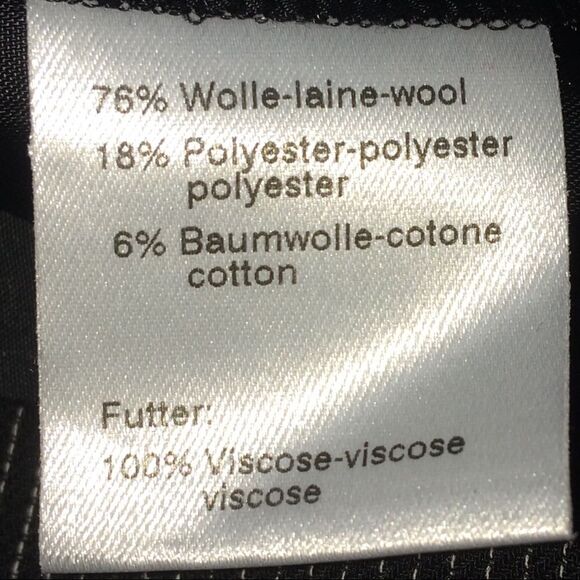 76% Wolle-laine-wool
18% Polyester-polyester
polyester
6% Baumwolle-cotone
cotton
Futter:
100% Viscose-viscose
viscose